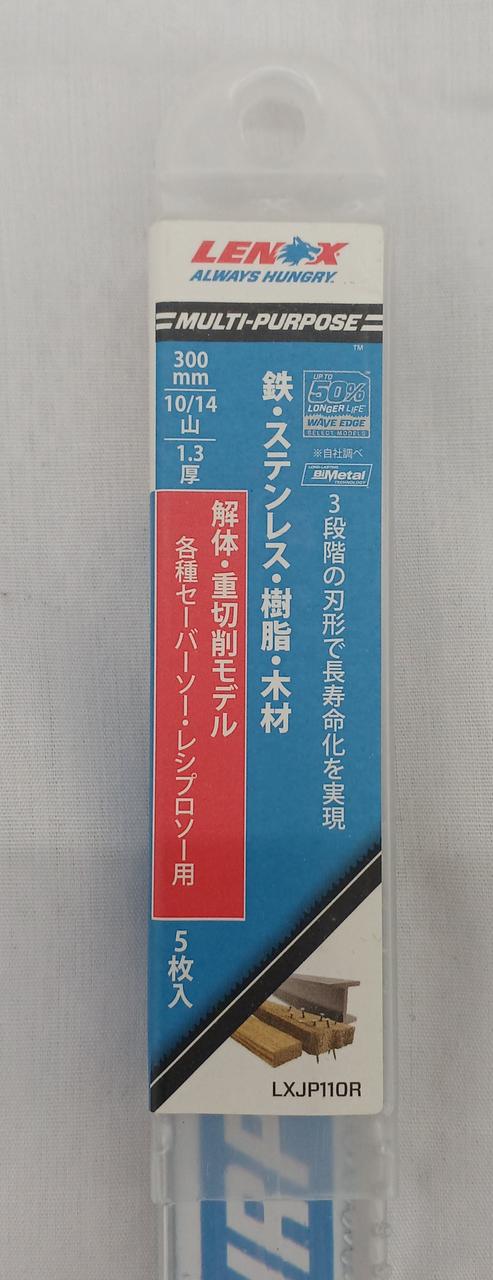 LENOX
ALWAYS HUNGRY.
MULTI-PURPOSE
TM
300
mm
10/14
山
1.3
厚
UP TO
50%
LONGER LIFE
WAVE EDGE
SELECT MODELS
※自社調べ
LONG-LASTING
BiMetal
TECHNOLOGY
3段階の刃形で長寿命化を実現
鉄・ステンレス・樹脂・木材
解体・重切削モデル
各種セーバーソー・レシプロソー用
5枚入
LXJP110R